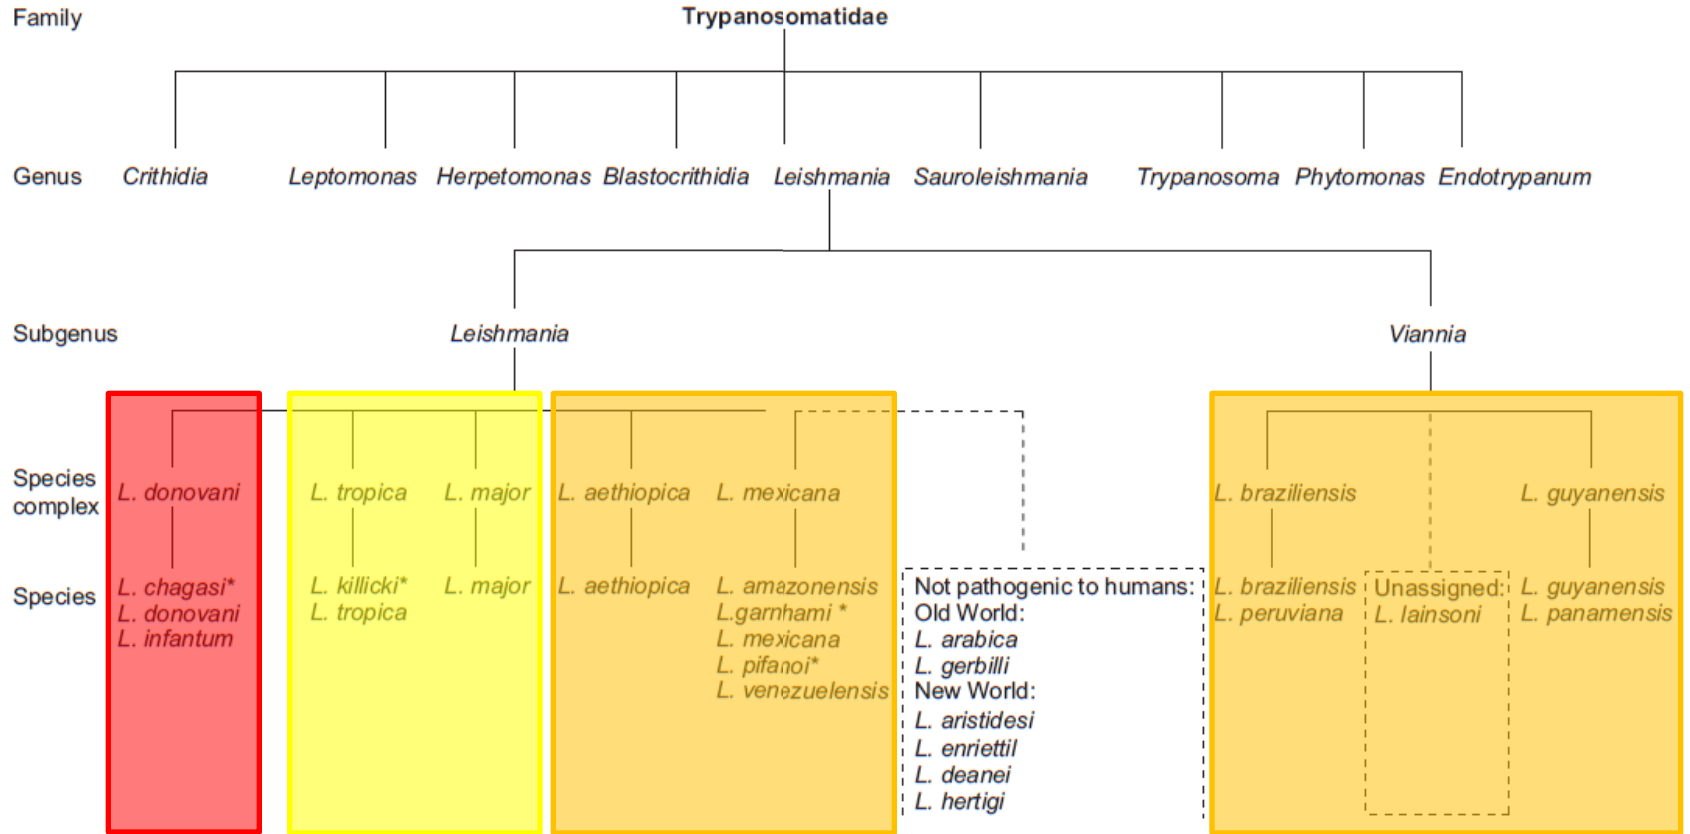 Family Trypanosomatidae
Genus Crithidia Leptomonas Herpetomonas Blastocrithidia Leishmania Sauroleishmania Trypanosoma Phytomonas Endotrypanum
Subgenus Leishmania Viannia
Species
complex
L. donovani L. tropica L. major L. aethiopica L. mexicana L. braziliensis L. guyanensis
Species
L. chagasi*
L. donovani
L. infantum
L. killicki*
L. tropica
L. major
L. aethiopica
L. amazonensis
L.garnhami *
L. mexicana
L. pifanoi*
L. venezuelensis
Not pathogenic to humans:
Old World:
L. arabica
L. gerbilli
New World:
L. aristidesi
L. enriettil
L. deanei
L. hertigi
L. braziliensis
L. peruviana
Unassigned:
L. lainsoni
L. guyanensis
L. panamensis